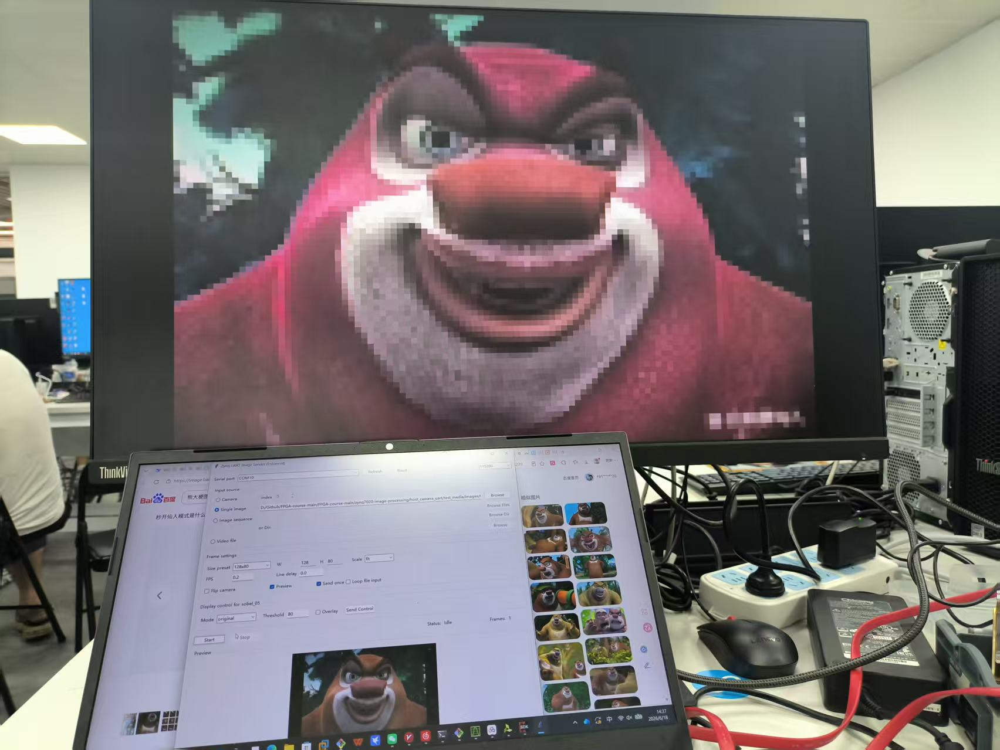 ThinkVi
Think
lenovo
Zynq UART Image Sender (Enhanced)
Serial port COM10 Refresh 115200
Input source
Camera index 0
Single image D:/Github/FPGA-course-main/FPGA-course-main/zynq7020-image-processing/host_camera_uart/test_media/images/ Browse
Image sequence Browse Files
or Dir: Browse Dir
Browse
Video file
Frame settings
Size preset 128x80 W 128 H 80 Scale fit
FPS 0.2 Line delay 0.0
Flip camera Preview Send once Loop file input
Display control for sobel_05
Mode original Threshold 80 Overlay Send Control
Status: Idle Frames: 1
Start Stop
Preview
https://image.bai
Bai du 百度
熊大梗图
秒开仙人模式是什么
百度首页
191*****20
相似图片
SDK
中
14:37
2026/6/18